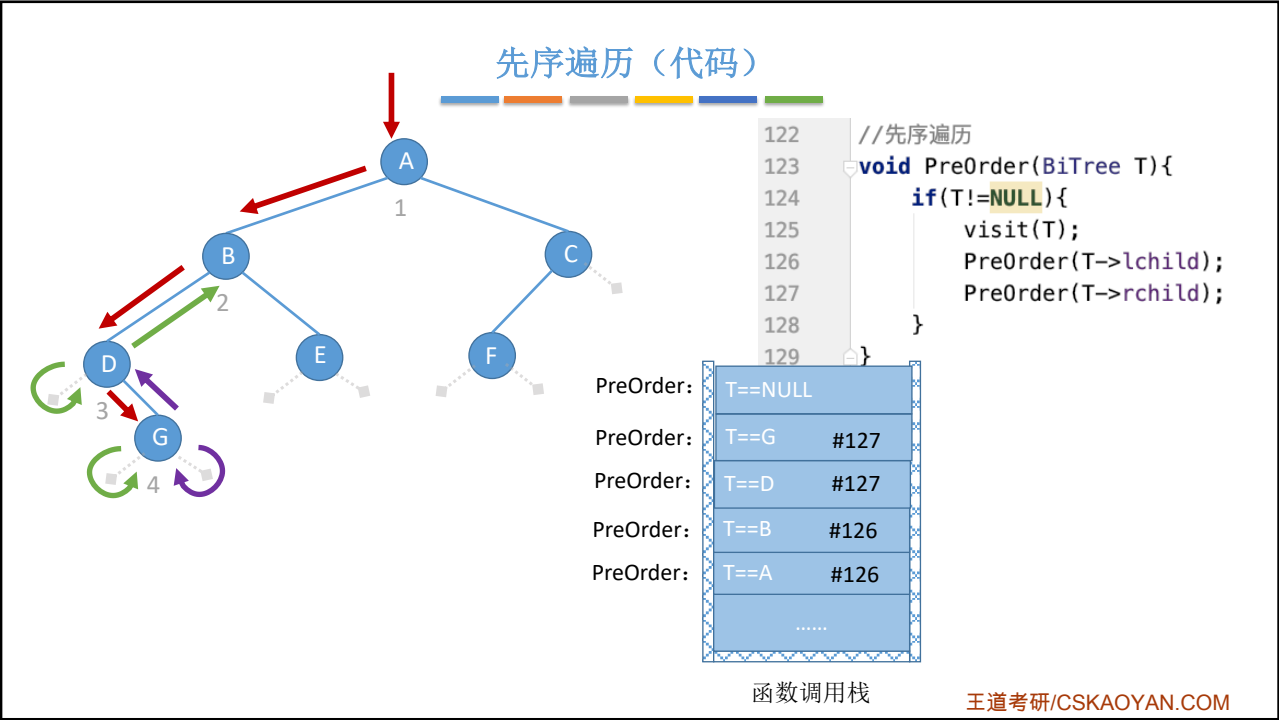 先序遍历（代码）
A
1
B
C
2
D
E
F
3
G
4
122 //先序遍历
123 void PreOrder(BiTree T){
124 if(T!=NULL){
125 visit(T);
126 PreOrder(T->lchild);
127 PreOrder(T->rchild);
128 }
129 }
PreOrder： T==NULL
PreOrder： T==G #127
PreOrder： T==D #127
PreOrder： T==B #126
PreOrder： T==A #126
……
函数调用栈
王道考研/CSKAOYAN.COM